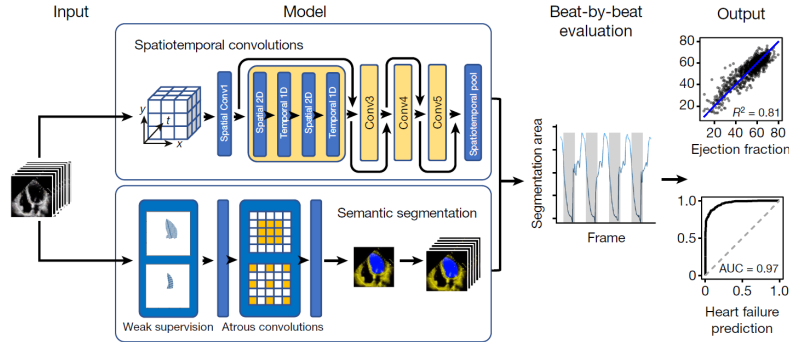 Input
Model
Beat-by-beat
evaluation
Output
Spatiotemporal convolutions
y
t
x
Spatial Conv1
Spatial 2D
Temporal 1D
Spatial 2D
Temporal 1D
Conv3
Conv4
Conv5
Spatiotemporal pool
Semantic segmentation
Weak supervision
Atrous convolutions
Segmentation area
Frame
80
60
40
20
R² = 0.81
20 40 60 80
Ejection fraction
1.0
0.5
0
AUC = 0.97
0 0.5 1.0
Heart failure
prediction